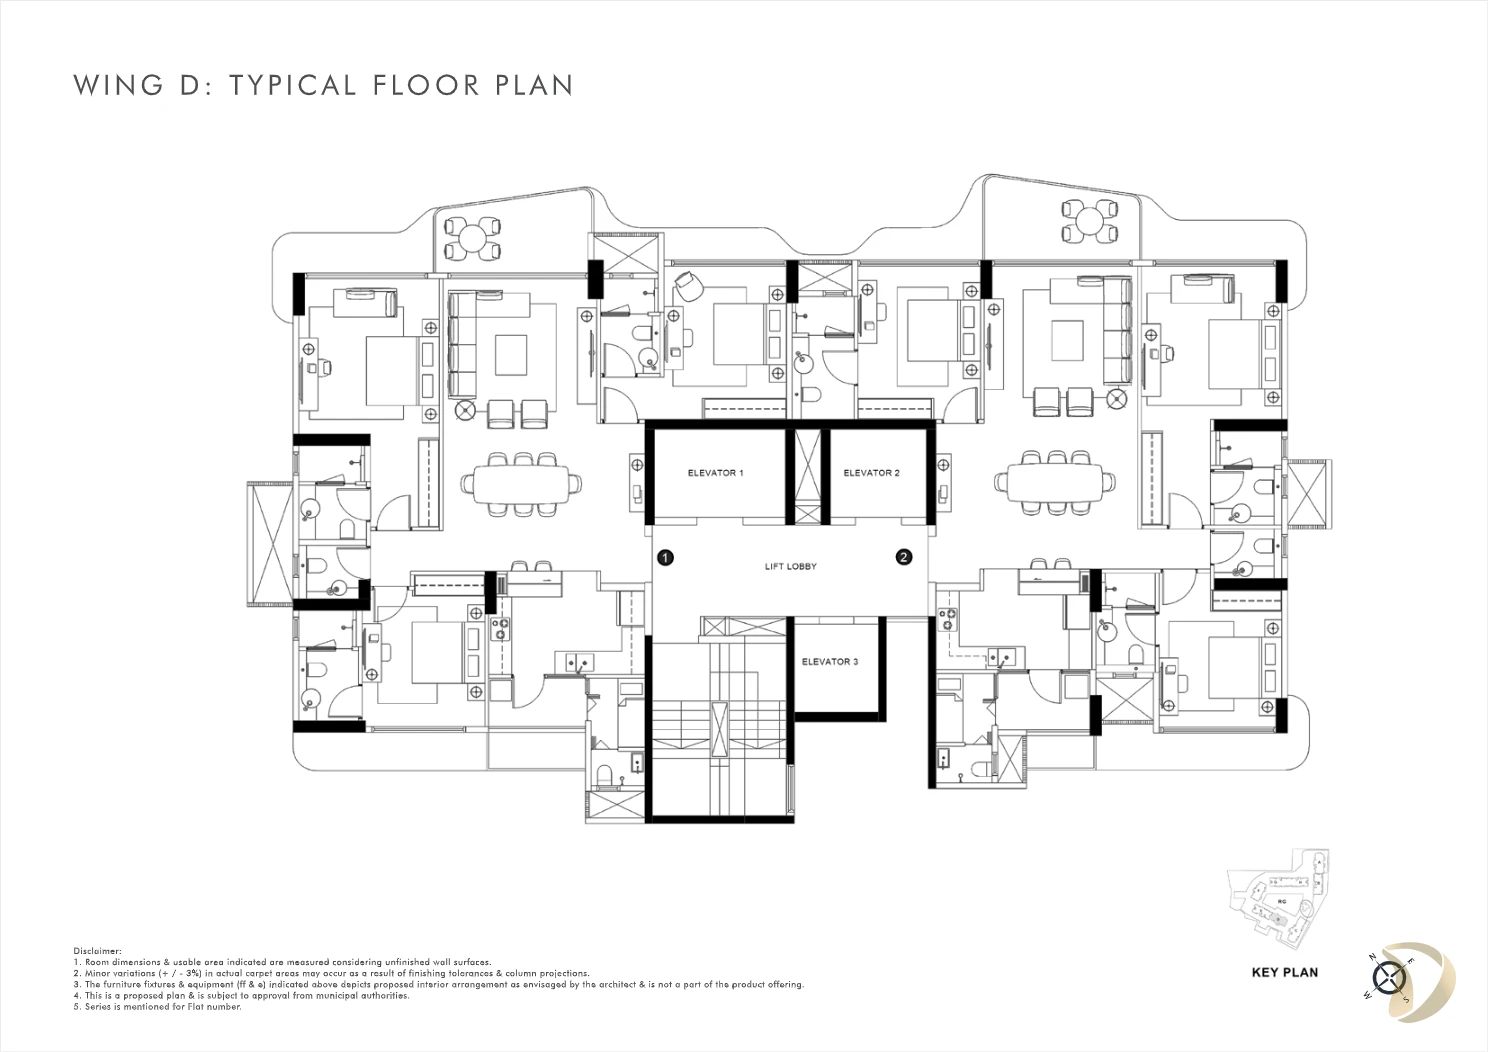 WING D: TYPICAL FLOOR PLAN
ELEVATOR 1
ELEVATOR 2
1
2
LIFT LOBBY
ELEVATOR 3
RG
KEY PLAN
N
E
W
S
Disclaimer:
1. Room dimensions & usable area indicated are measured considering unfinished wall surfaces.
2. Minor variations (+ / - 3%) in actual carpet areas may occur as a result of finishing tolerances & column projections.
3. The furniture fixtures & equipment (ff & e) indicated above depicts proposed interior arrangement as envisaged by the architect & is not a part of the product offering.
4. This is a proposed plan & is subject to approval from municipal authorities.
5. Series is mentioned for Flat number.